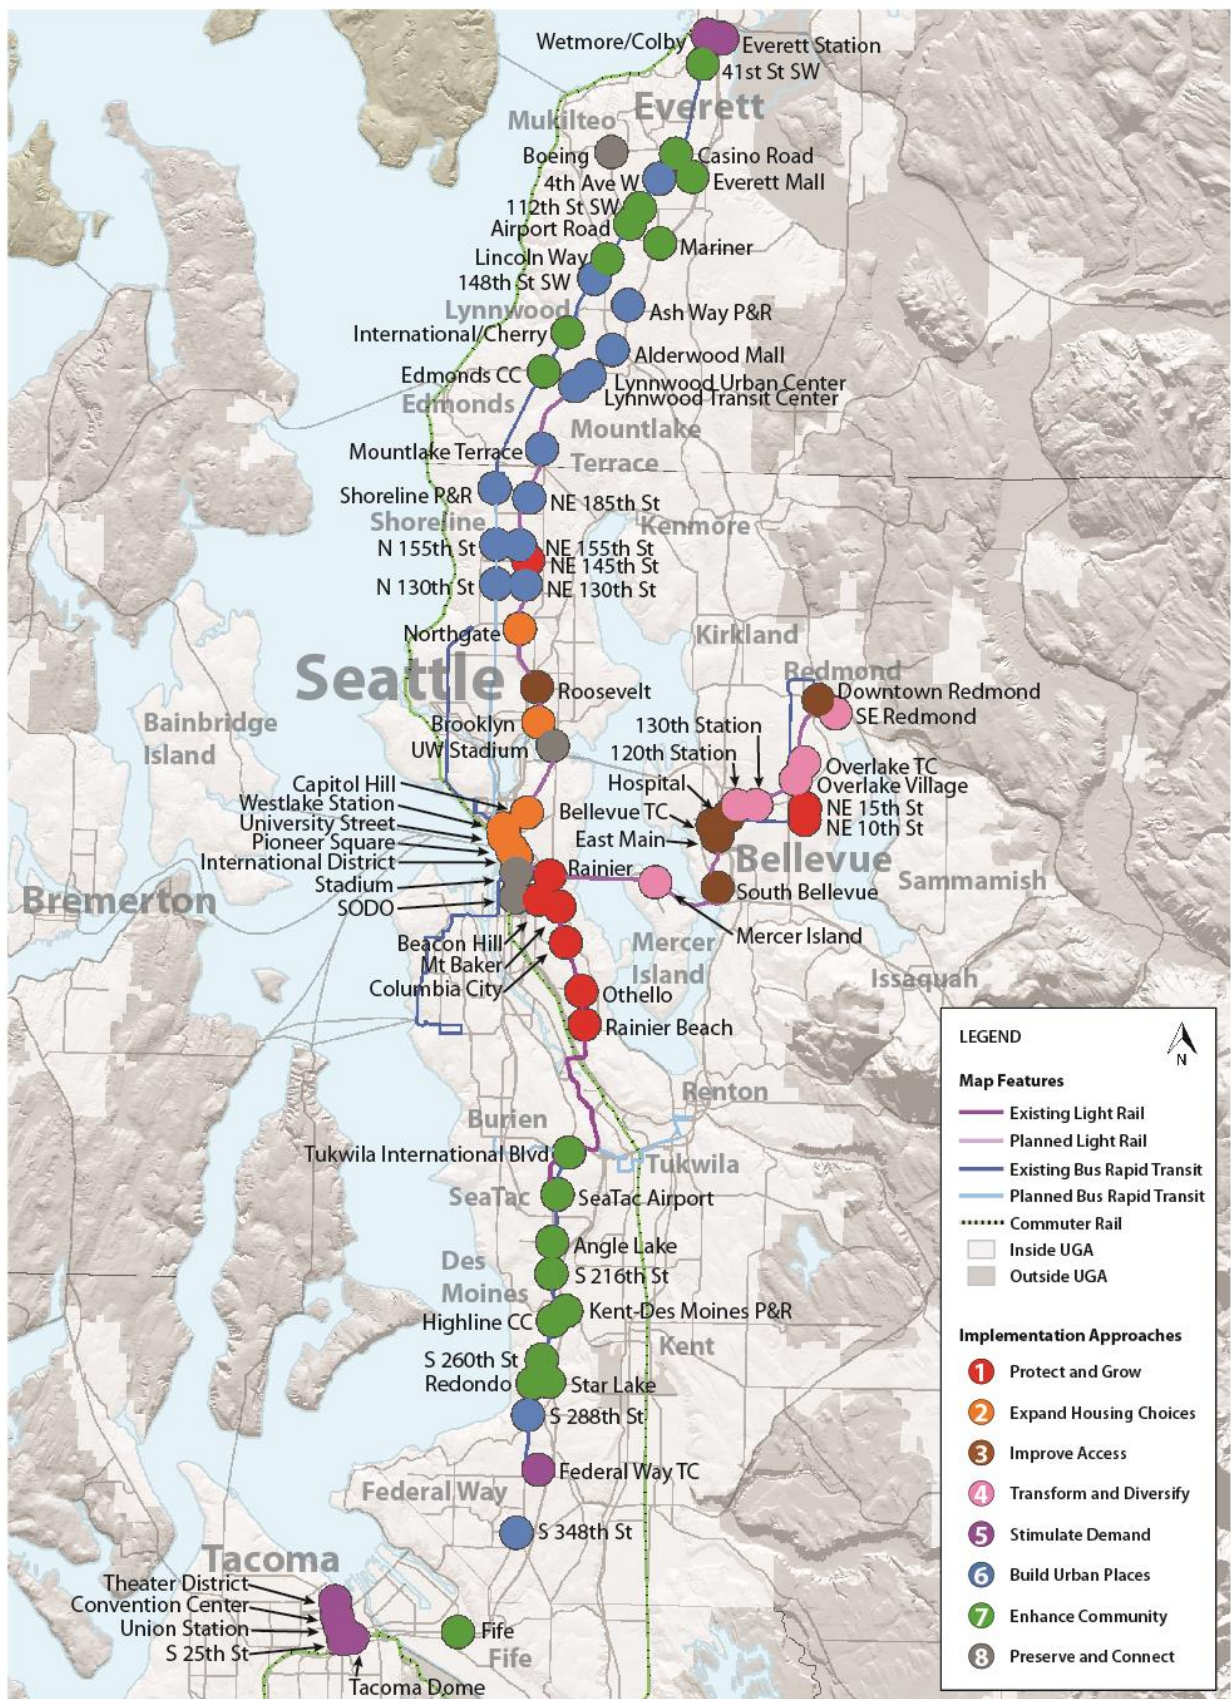 Wetmore/Colby
Everett Station
41st St SW
Everett
Mukilteo
Boeing
Casino Road
4th Ave W
Everett Mall
112th St SW
Airport Road
Mariner
Lincoln Way
148th St SW
Lynnwood
Ash Way P&R
International/Cherry
Alderwood Mall
Edmonds CC
Lynnwood Urban Center
Lynnwood Transit Center
Edmonds
Mountlake
Terrace
Mountlake Terrace
Shoreline P&R
NE 185th St
Shoreline
Kenmore
N 155th St
NE 155th St
NE 145th St
N 130th St
NE 130th St
Northgate
Kirkland
Seattle
Redmond
Roosevelt
Downtown Redmond
SE Redmond
Bainbridge
Island
Brooklyn
130th Station
UW Stadium
120th Station
Overlake TC
Overlake Village
Capitol Hill
Hospital
Westlake Station
Bellevue TC
NE 15th St
University Street
NE 10th St
Pioneer Square
East Main
International District
Bellevue
Rainier
Stadium
South Bellevue
Sammamish
Bremerton
SODO
Beacon Hill
Mercer Island
Mercer
Island
Mt Baker
Columbia City
Issaquah
Othello
Rainier Beach
Renton
Burien
Tukwila International Blvd
Tukwila
SeaTac
SeaTac Airport
Angle Lake
Des
Moines
S 216th St
Kent-Des Moines P&R
Highline CC
Kent
S 260th St
Redondo
Star Lake
S 288th St
Federal Way TC
Federal Way
S 348th St
Tacoma
Theater District
Convention Center
Union Station
S 25th St
Fife
Fife
Tacoma Dome
LEGEND
N
Map Features
Existing Light Rail
Planned Light Rail
Existing Bus Rapid Transit
Planned Bus Rapid Transit
Commuter Rail
Inside UGA
Outside UGA
Implementation Approaches
1 Protect and Grow
2 Expand Housing Choices
3 Improve Access
4 Transform and Diversify
5 Stimulate Demand
6 Build Urban Places
7 Enhance Community
8 Preserve and Connect